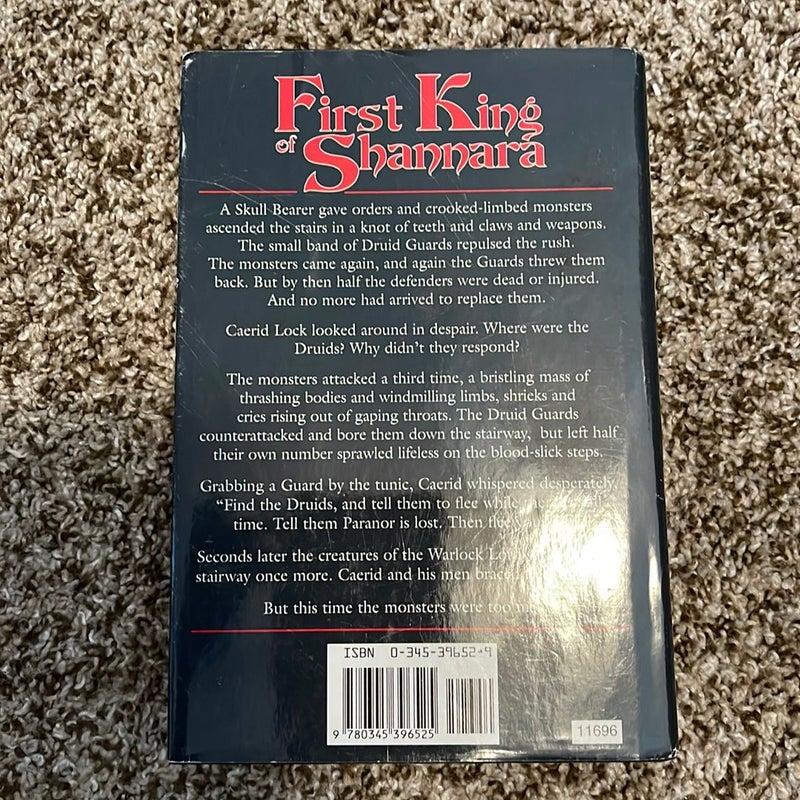 First King
of Shannara
A Skull Bearer gave orders and crooked-limbed monsters
ascended the stairs in a knot of teeth and claws and weapons.
The small band of Druid Guards repulsed the rush.
The monsters came again, and again the Guards threw them
back. But by then half the defenders were dead or injured.
And no more had arrived to replace them.
Caerid Lock looked around in despair. Where were the
Druids? Why didn't they respond?
The monsters attacked a third time, a bristling mass of
thrashing bodies and windmilling limbs, shrieks and
cries rising out of gaping throats. The Druid Guards
counterattacked and bore them down the stairway, but left half
their own number sprawled lifeless on the blood-slick steps.
Grabbing a Guard by the tunic, Caerid whispered desperately,
“Find the Druids, and tell them to flee while
time. Tell them Paranor is lost. Then flee
Seconds later the creatures of the Warlock
stairway once more. Caerid and his men
But this time the monsters were too
ISBN 0-345-39652-9
9 780345 396525
11696